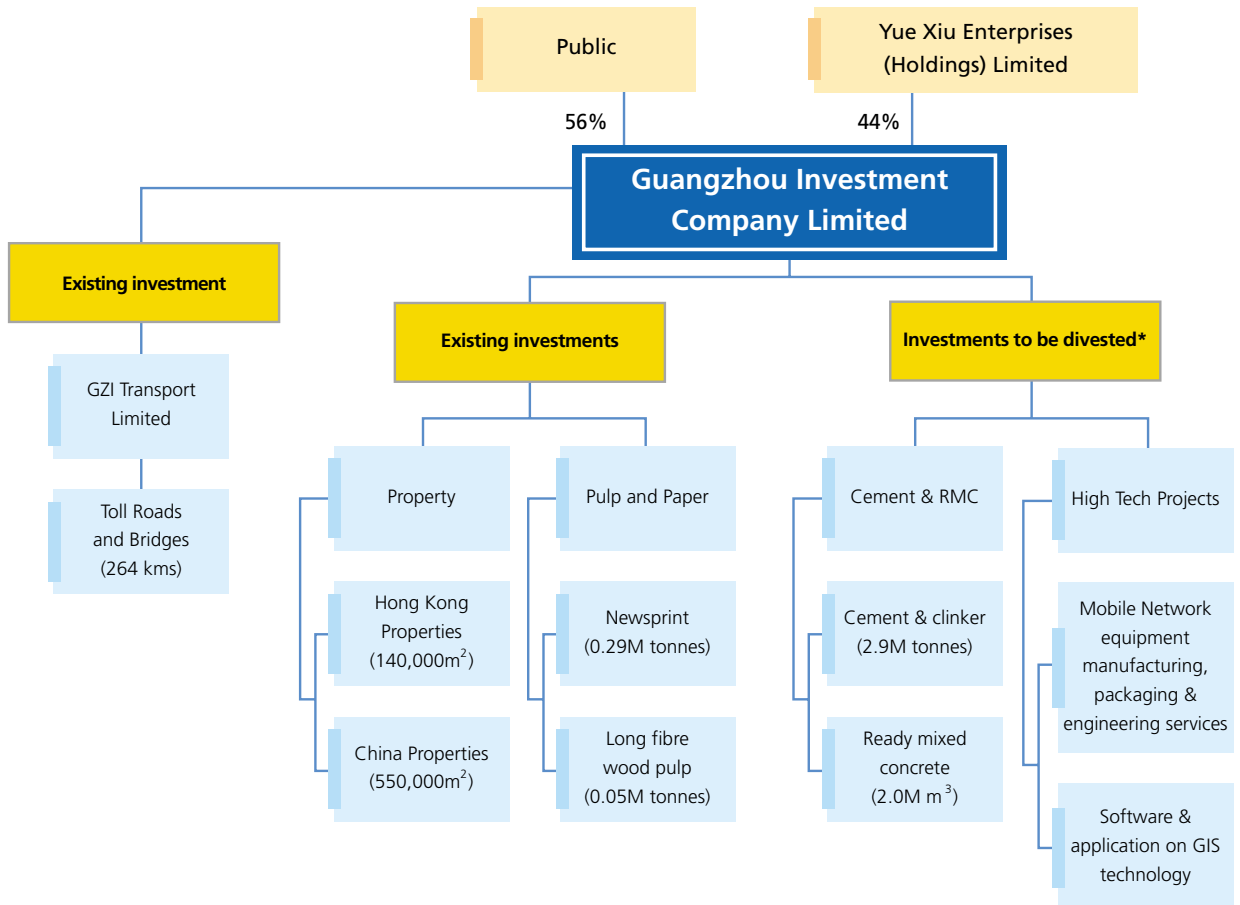 Public
Yue Xiu Enterprises
(Holdings) Limited
56%
44%
Guangzhou Investment
Company Limited
Existing investment
GZI Transport
Limited
Toll Roads
and Bridges
(264 kms)
Existing investments
Property
Hong Kong
Properties
(140,000m²)
China Properties
(550,000m²)
Pulp and Paper
Newsprint
(0.29M tonnes)
Long fibre
wood pulp
(0.05M tonnes)
Investments to be divested*
Cement & RMC
Cement & clinker
(2.9M tonnes)
Ready mixed
concrete
(2.0M m³)
High Tech Projects
Mobile Network
equipment
manufacturing,
packaging &
engineering services
Software &
application on GIS
technology